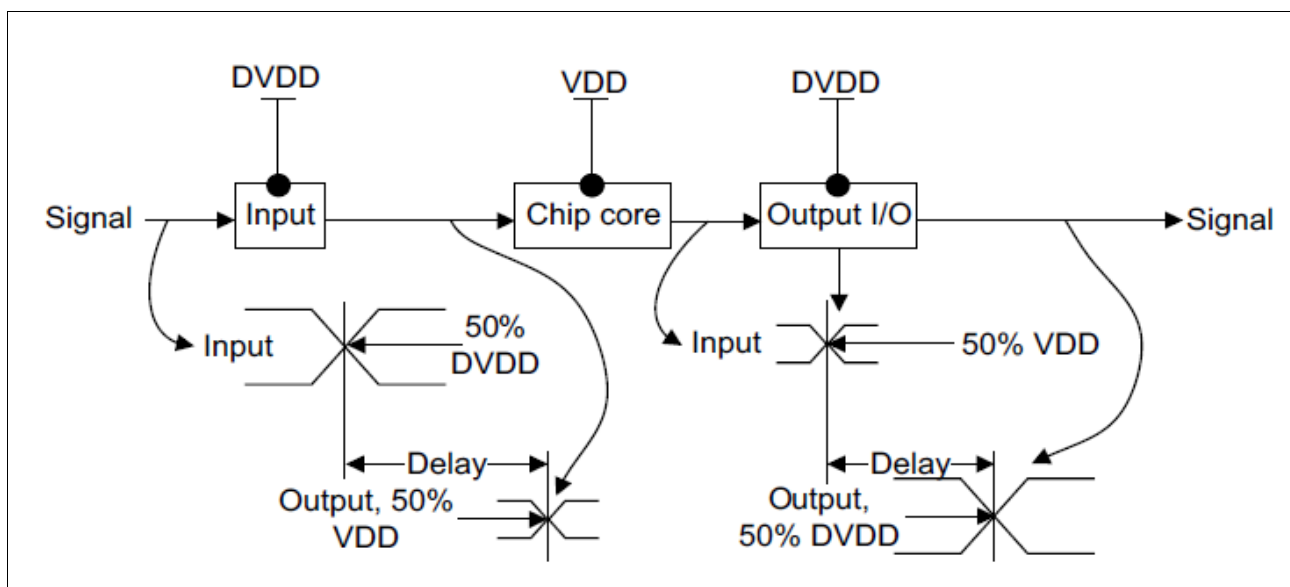 DVDD
VDD
DVDD
Signal
Input
Chip core
Output I/O
Signal
Input
50%
DVDD
Input
50% VDD
Delay
Output, 50%
VDD
Delay
Output,
50% DVDD